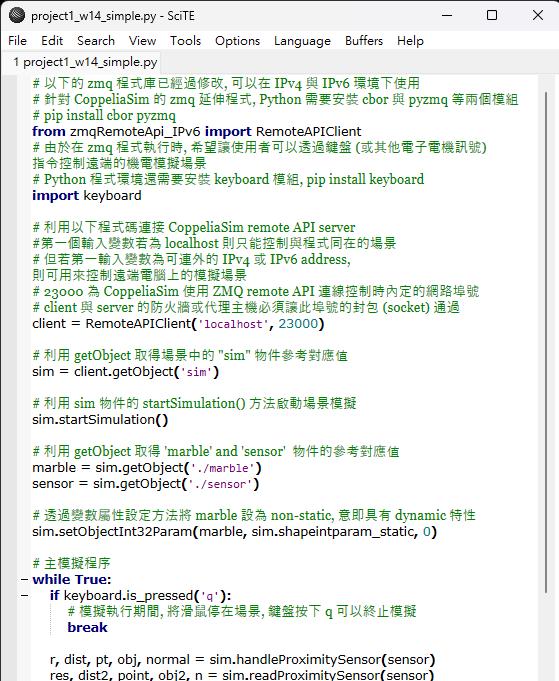 project1_w14_simple.py - SciTE
File Edit Search View Tools Options Language Buffers Help
1 project1_w14_simple.py
# 以下的 zmq 程式庫已經過修改, 可以在 IPv4 與 IPv6 環境下使用
# 針對 CoppeliaSim 的 zmq 延伸程式, Python 需要安裝 cbor 與 pyzmq 等兩個模組
# pip install cbor pyzmq
from zmqRemoteApi_IPv6 import RemoteAPIClient
# 由於在 zmq 程式執行時, 希望讓使用者可以透過鍵盤 (或其他電子電機訊號)
指令控制遠端的機電模擬場景
# Python 程式環境還需要安裝 keyboard 模組, pip install keyboard
import keyboard
# 利用以下程式碼連接 CoppeliaSim remote API server
#第一個輸入變數若為 localhost 則只能控制與程式同在的場景
# 但若第一輸入變數為可連外的 IPv4 或 IPv6 address,
則可用來控制遠端電腦上的模擬場景
# 23000 為 CoppeliaSim 使用 ZMQ remote API 連線控制時內定的網路埠號
# client 與 server 的防火牆或代理主機必須讓此埠號的封包 (socket) 通過
client = RemoteAPIClient('localhost', 23000)
# 利用 getObject 取得場景中的 "sim" 物件參考對應值
sim = client.getObject('sim')
# 利用 sim 物件的 startSimulation() 方法啟動場景模擬
sim.startSimulation()
# 利用 getObject 取得 'marble' and 'sensor' 物件的參考對應值
marble = sim.getObject('./marble')
sensor = sim.getObject('./sensor')
# 透過變數屬性設定方法將 marble 設為 non-static, 意即具有 dynamic 特性
sim.setObjectInt32Param(marble, sim.shapeintparam_static, 0)
# 主模擬程序
while True:
if keyboard.is_pressed('q'):
# 模擬執行期間, 將滑鼠停在場景, 鍵盤按下 q 可以終止模擬
break
r, dist, pt, obj, normal = sim.handleProximitySensor(sensor)
res, dist2, point, obj2, n = sim.readProximitySensor(sensor)